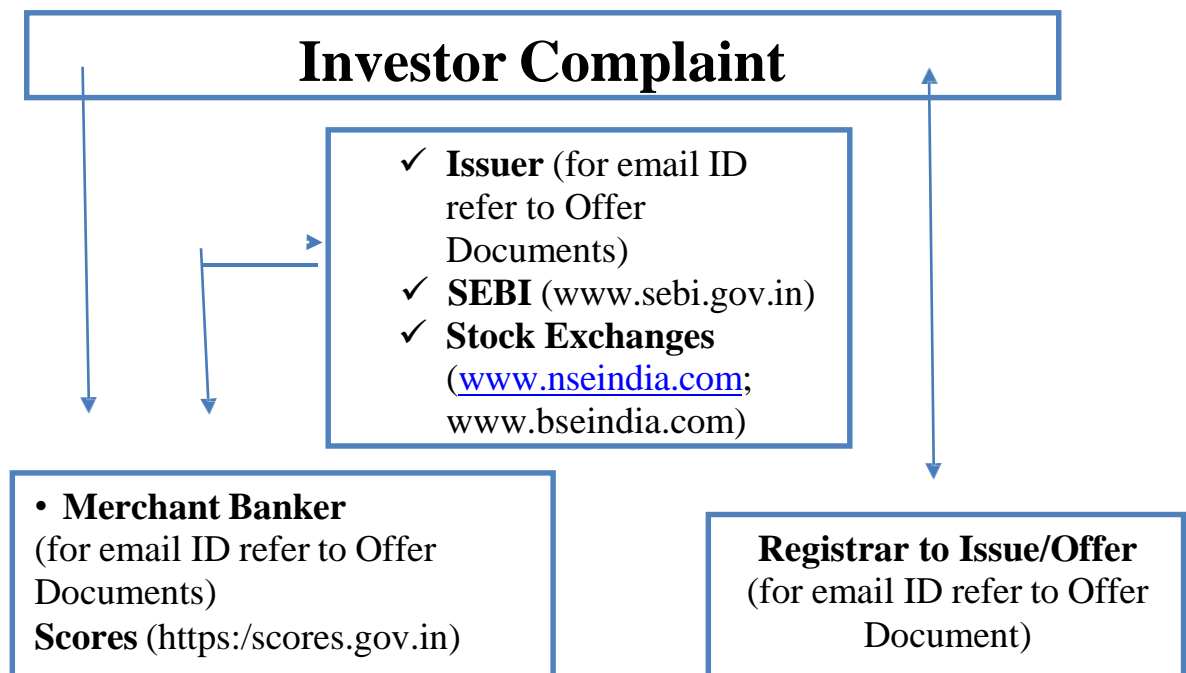 Investor Complaint
✓ Issuer (for email ID
refer to Offer
Documents)
✓ SEBI (www.sebi.gov.in)
✓ Stock Exchanges
(www.nseindia.com;
www.bseindia.com)
• Merchant Banker
(for email ID refer to Offer
Documents)
Scores (https:/scores.gov.in)
Registrar to Issue/Offer
(for email ID refer to Offer
Document)